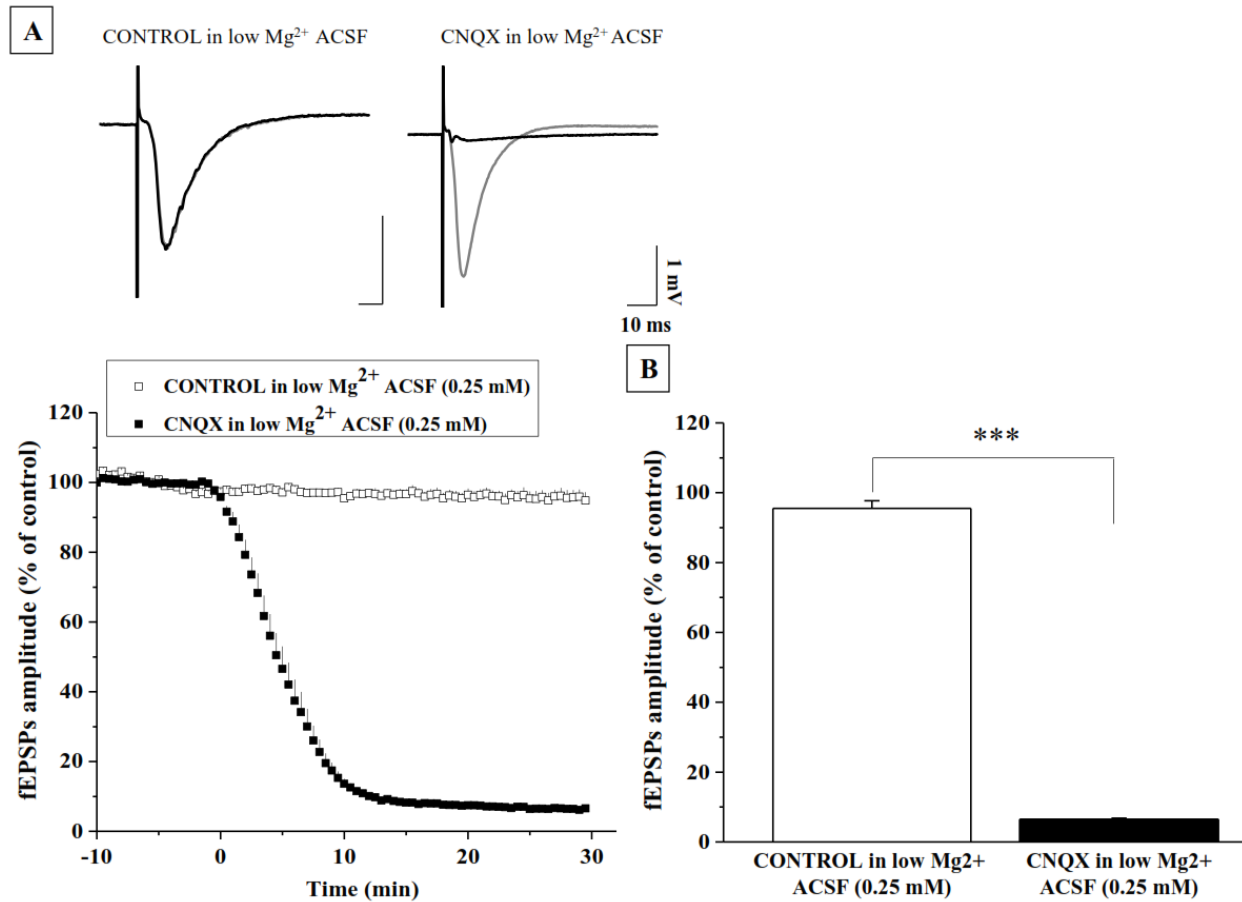 A
CONTROL in low Mg²⁺ ACSF
CNQX in low Mg²⁺ ACSF
1 mV
10 ms
CONTROL in low Mg²⁺ ACSF (0.25 mM)
CNQX in low Mg²⁺ ACSF (0.25 mM)
fEPSPs amplitude (% of control)
120
100
80
60
40
20
0
-10
0
10
20
30
Time (min)
B
***
fEPSPs amplitude (% of control)
120
100
80
60
40
20
0
CONTROL in low Mg2+
ACSF (0.25 mM)
CNQX in low Mg2+
ACSF (0.25 mM)